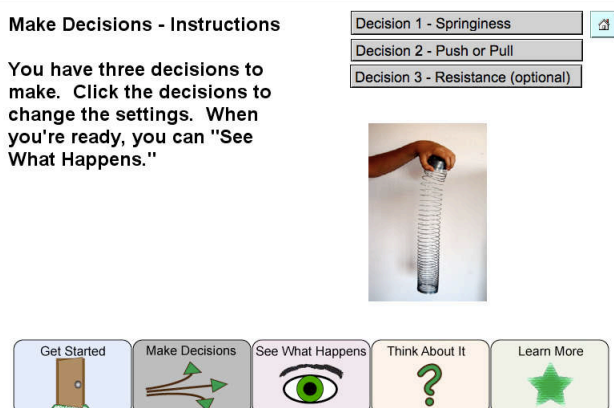 Make Decisions - Instructions
You have three decisions to
make.  Click the decisions to
change the settings.  When
you're ready, you can "See
What Happens."
Decision 1 - Springiness
Decision 2 - Push or Pull
Decision 3 - Resistance (optional)
Get Started
Make Decisions
See What Happens
Think About It
Learn More